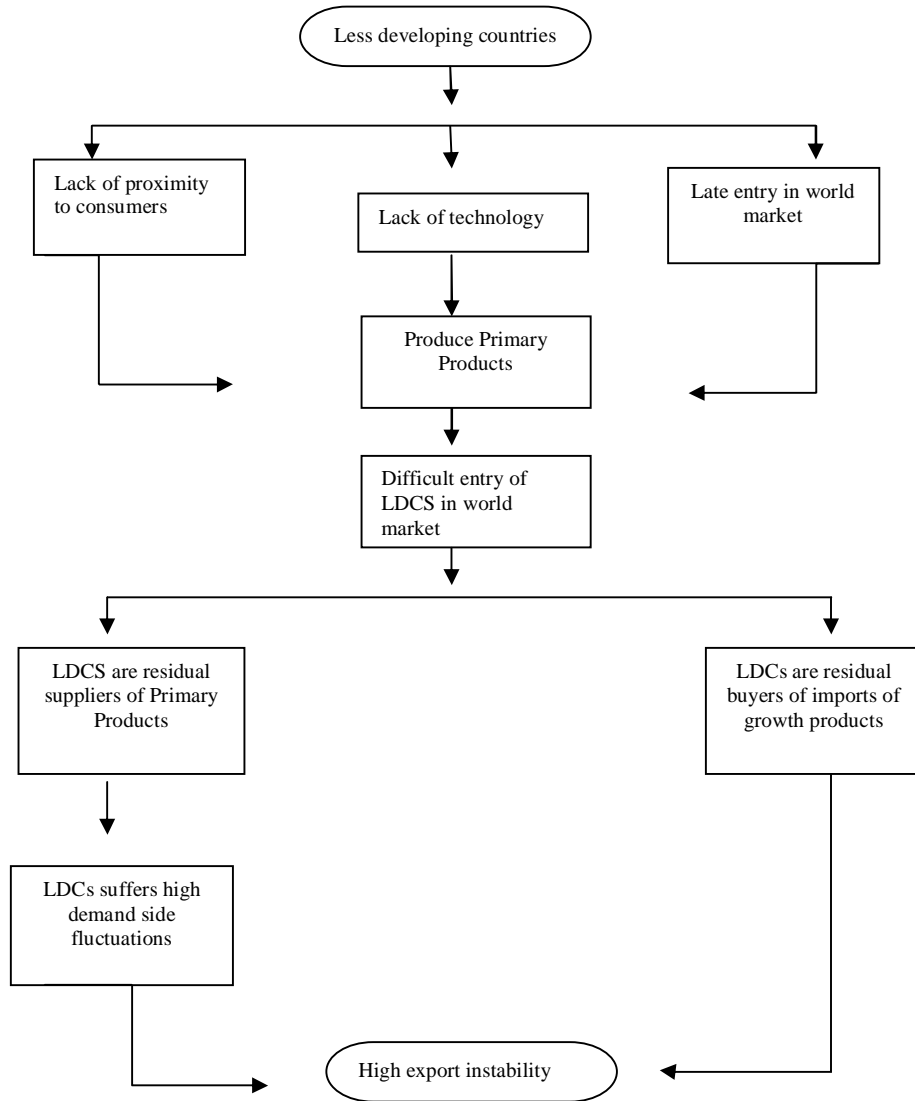 Less developing countries
Lack of proximity
to consumers
Lack of technology
Late entry in world
market
Produce Primary
Products
Difficult entry of
LDCS in world
market
LDCS are residual
suppliers of Primary
Products
LDCs are residual
buyers of imports of
growth products
LDCs suffers high
demand side
fluctuations
High export instability